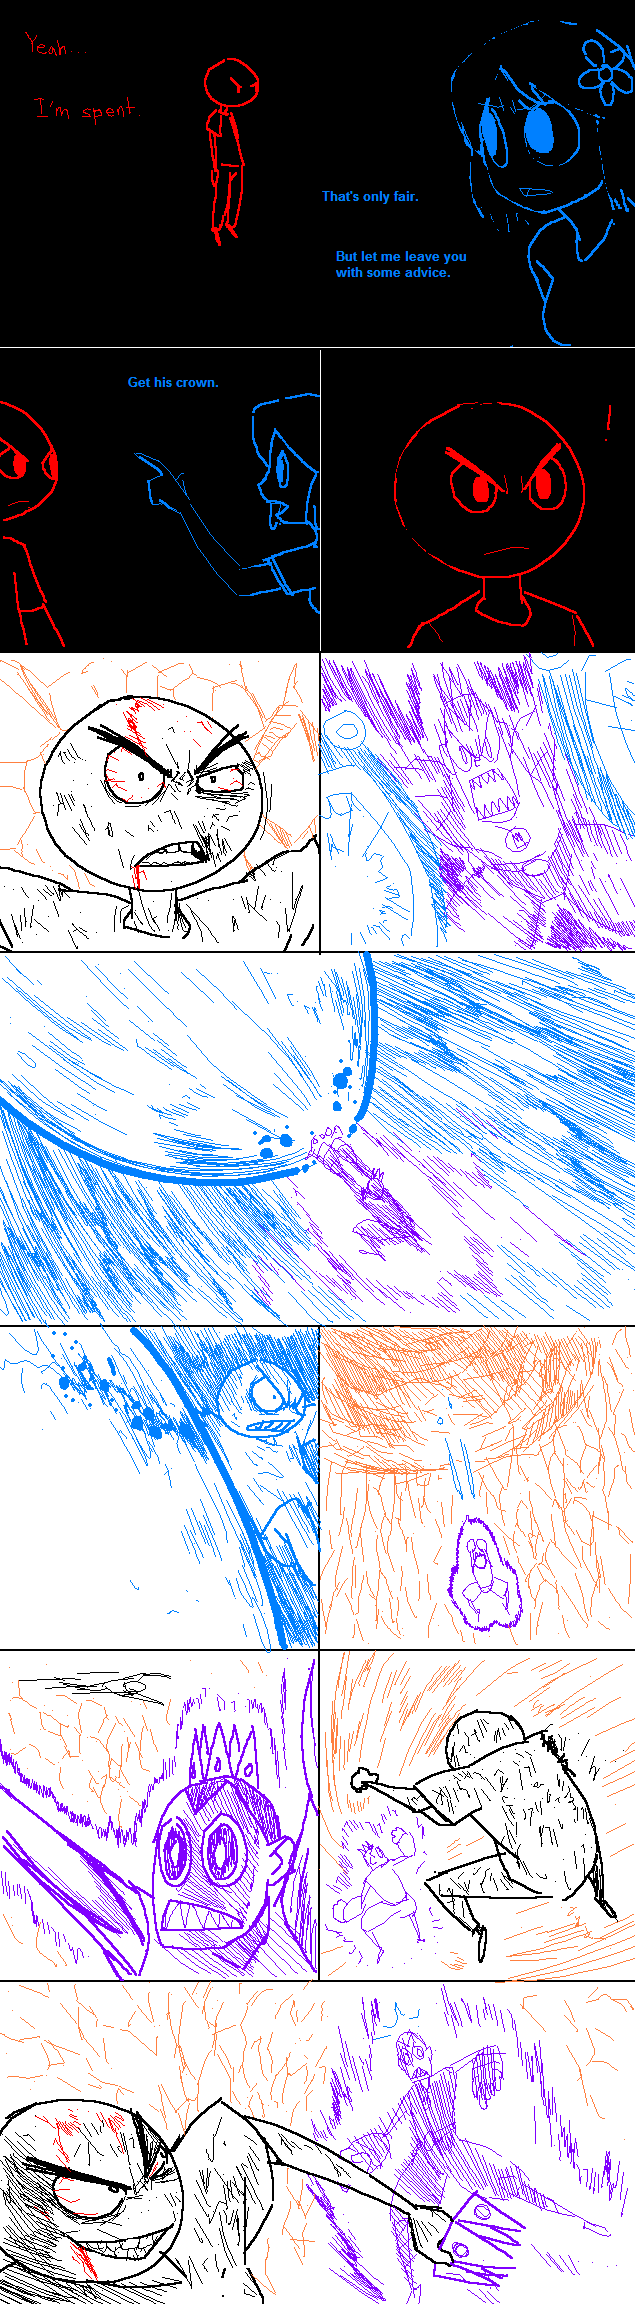 Yeah...
I'm spent.
That's only fair.
But let me leave you
with some advice.
Get his crown.
!